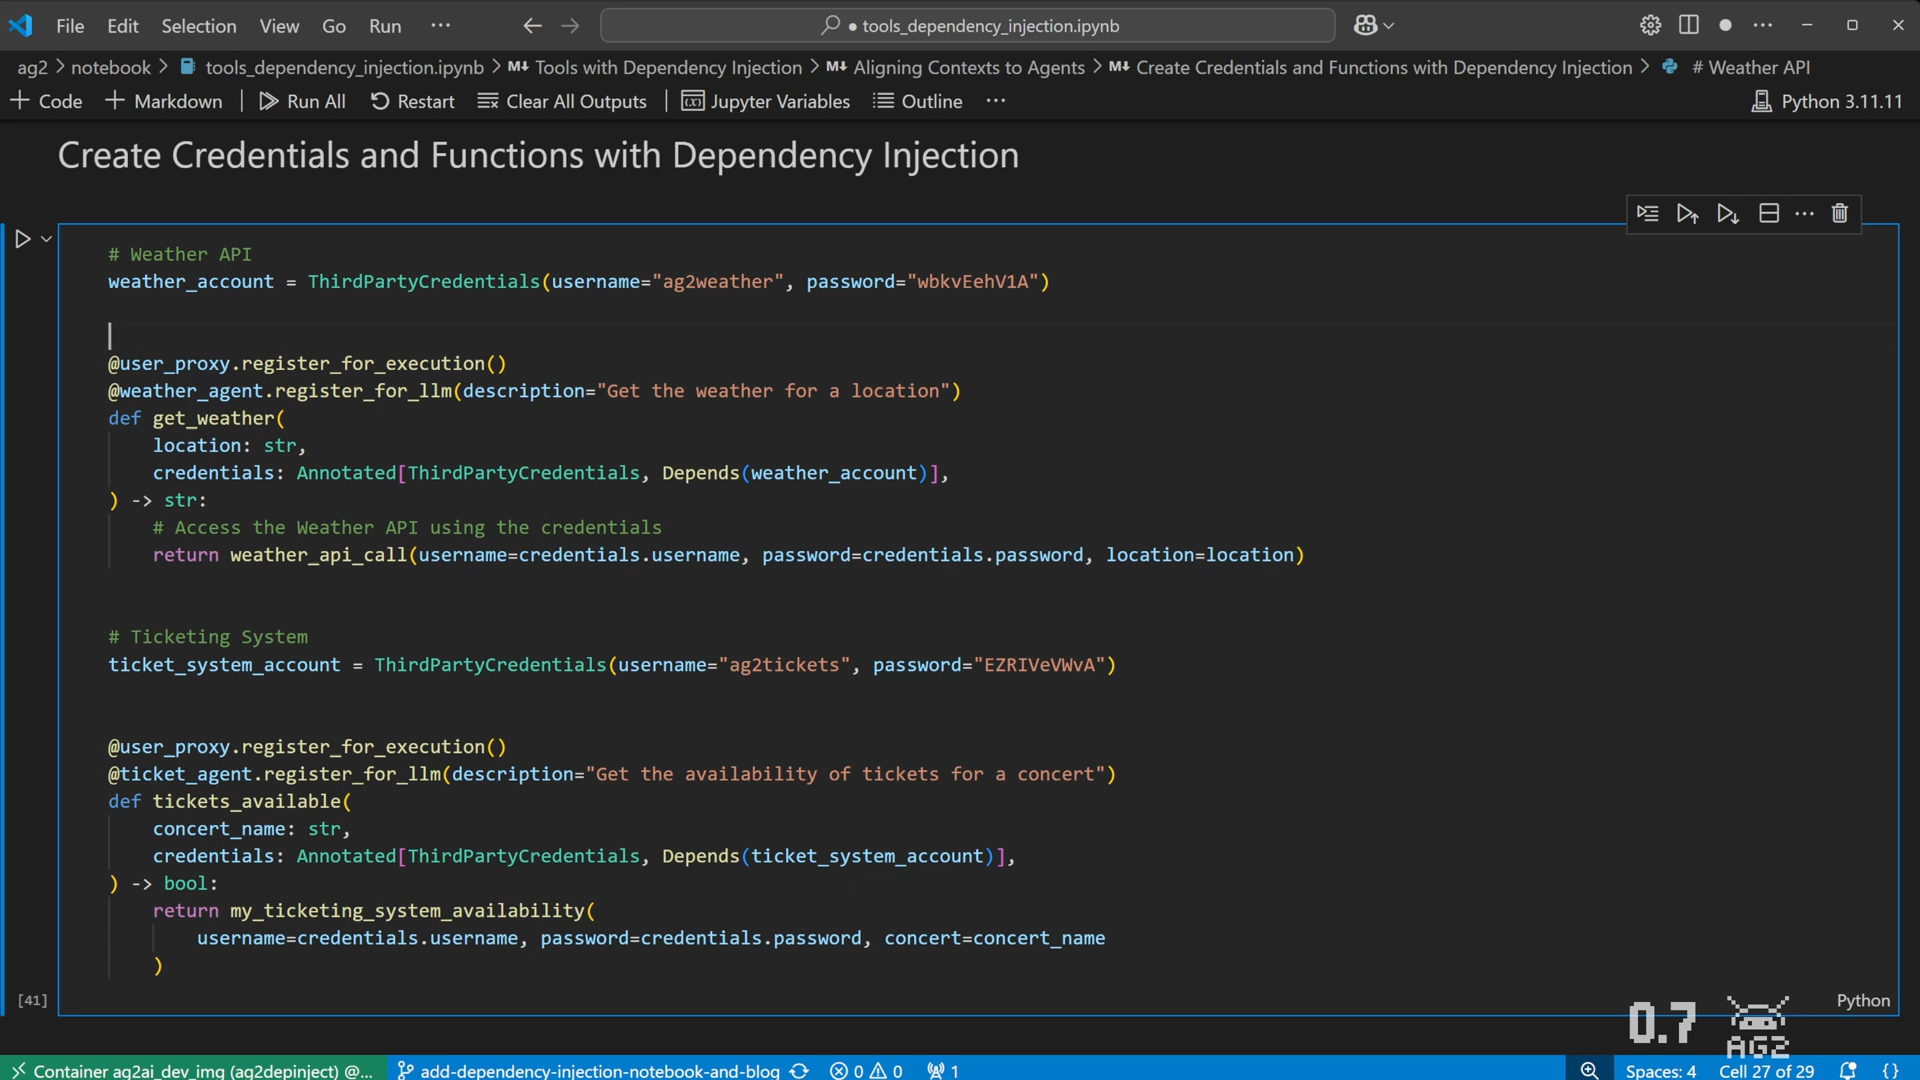 File Edit Selection View Go Run ··· ● tools_dependency_injection.ipynb
ag2 > notebook > tools_dependency_injection.ipynb > M↓ Tools with Dependency Injection > M↓ Aligning Contexts to Agents > M↓ Create Credentials and Functions with Dependency Injection > # Weather API
+ Code + Markdown | Run All Restart Clear All Outputs | Jupyter Variables Outline ··· Python 3.11.11
Create Credentials and Functions with Dependency Injection
# Weather API
weather_account = ThirdPartyCredentials(username="ag2weather", password="wbkvEehV1A")
@user_proxy.register_for_execution()
@weather_agent.register_for_llm(description="Get the weather for a location")
def get_weather(
    location: str,
    credentials: Annotated[ThirdPartyCredentials, Depends(weather_account)],
) -> str:
    # Access the Weather API using the credentials
    return weather_api_call(username=credentials.username, password=credentials.password, location=location)
# Ticketing System
ticket_system_account = ThirdPartyCredentials(username="ag2tickets", password="EZRIVeVWvA")
@user_proxy.register_for_execution()
@ticket_agent.register_for_llm(description="Get the availability of tickets for a concert")
def tickets_available(
    concert_name: str,
    credentials: Annotated[ThirdPartyCredentials, Depends(ticket_system_account)],
) -> bool:
    return my_ticketing_system_availability(
        username=credentials.username, password=credentials.password, concert=concert_name
    )
[41] Python
0.7 AG2
Container ag2ai_dev_img (ag2depinject) @... add-dependency-injection-notebook-and-blog 0 0 1 Spaces: 4 Cell 27 of 29 {}